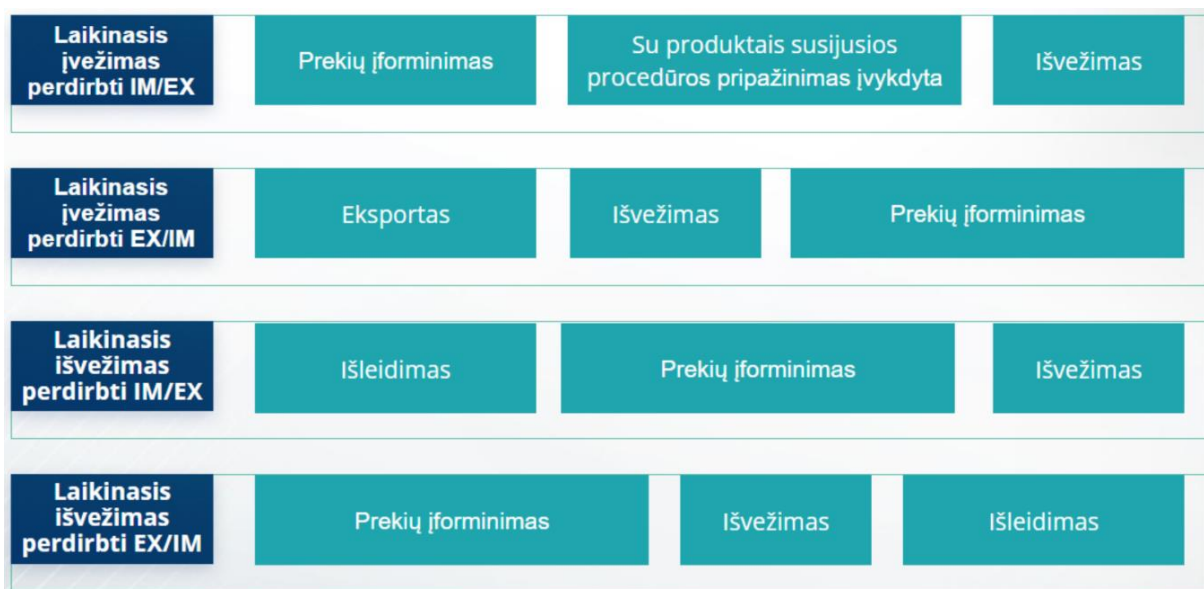 Laikinasis
įvežimas
perdirbti IM/EX
Prekių įforminimas
Su produktais susijusios
procedūros pripažinimas įvykdyta
Išvežimas
Laikinasis
įvežimas
perdirbti EX/IM
Eksportas
Išvežimas
Prekių įforminimas
Laikinasis
išvežimas
perdirbti IM/EX
Išleidimas
Prekių įforminimas
Išvežimas
Laikinasis
išvežimas
perdirbti EX/IM
Prekių įforminimas
Išvežimas
Išleidimas